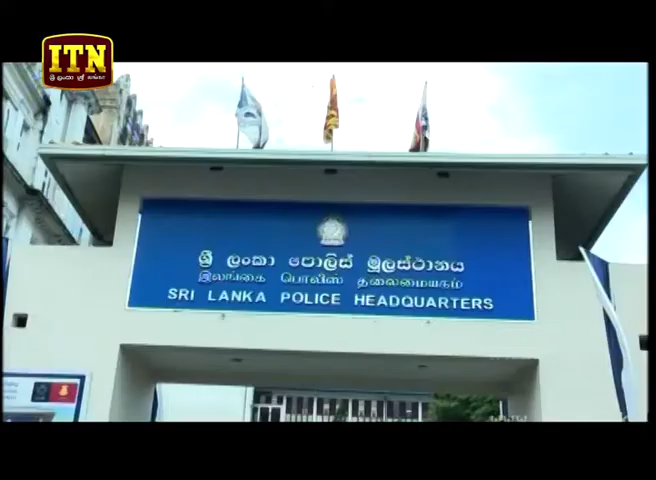 ITN
ශ්‍රී ලංකා පොලිස් මූලස්ථානය
இலங்கை பொலிஸ் தலைமையகம்
SRI LANKA POLICE HEADQUARTERS